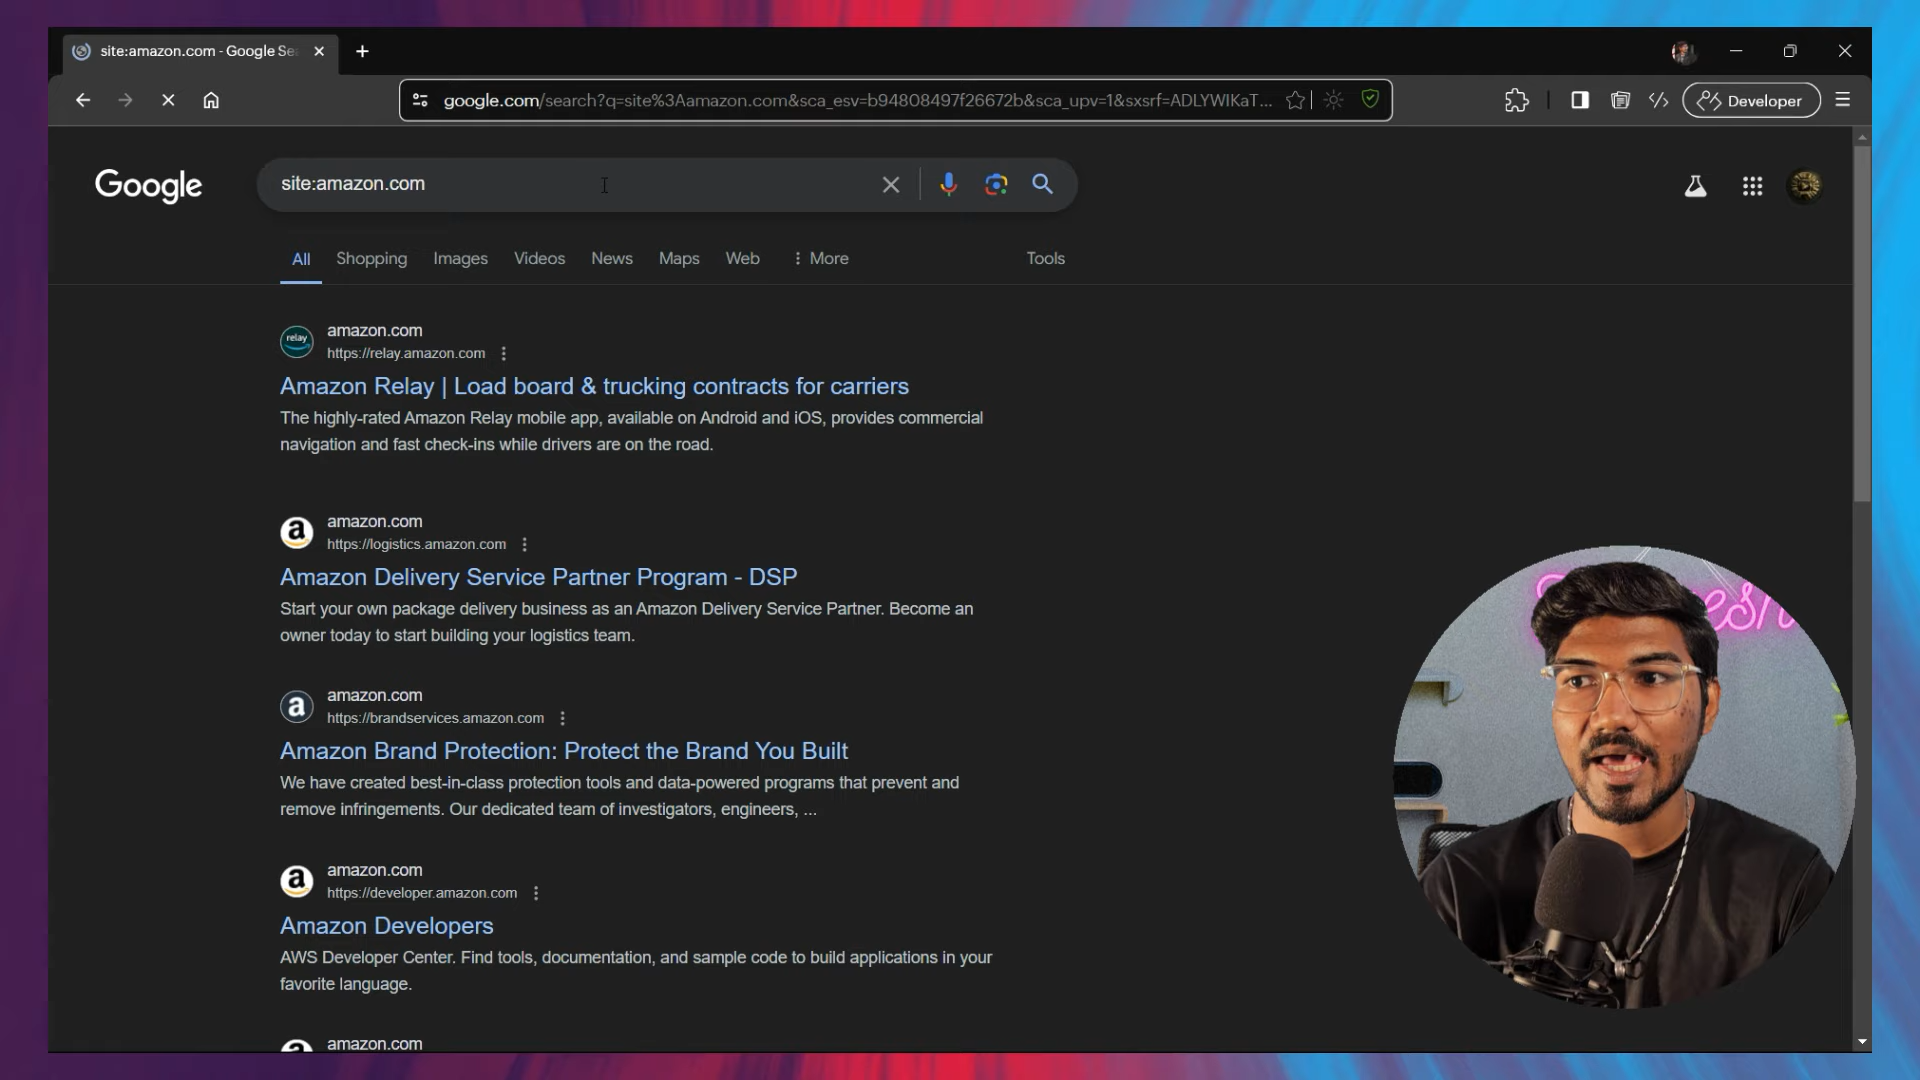 site:amazon.com - Google Se
google.com/search?q=site%3Aamazon.com&sca_esv=b94808497f26672b&sca_upv=1&sxsrf=ADLYWIKaT...
Developer
Google
site:amazon.com
All Shopping Images Videos News Maps Web More Tools
relay
amazon.com
https://relay.amazon.com
Amazon Relay | Load board & trucking contracts for carriers
The highly-rated Amazon Relay mobile app, available on Android and iOS, provides commercial
navigation and fast check-ins while drivers are on the road.
a
amazon.com
https://logistics.amazon.com
Amazon Delivery Service Partner Program - DSP
Start your own package delivery business as an Amazon Delivery Service Partner. Become an
owner today to start building your logistics team.
a
amazon.com
https://brandservices.amazon.com
Amazon Brand Protection: Protect the Brand You Built
We have created best-in-class protection tools and data-powered programs that prevent and
remove infringements. Our dedicated team of investigators, engineers, ...
a
amazon.com
https://developer.amazon.com
Amazon Developers
AWS Developer Center. Find tools, documentation, and sample code to build applications in your
favorite language.
amazon.com